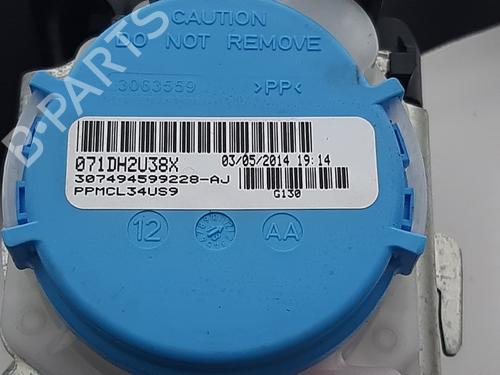 CAUTION
DO NOT REMOVE
3063559 >PP<
071DH2U38X 03/05/2014 19:14
307494599228-AJ
PPMCL34US9 G130
12 AA
B-PARTS